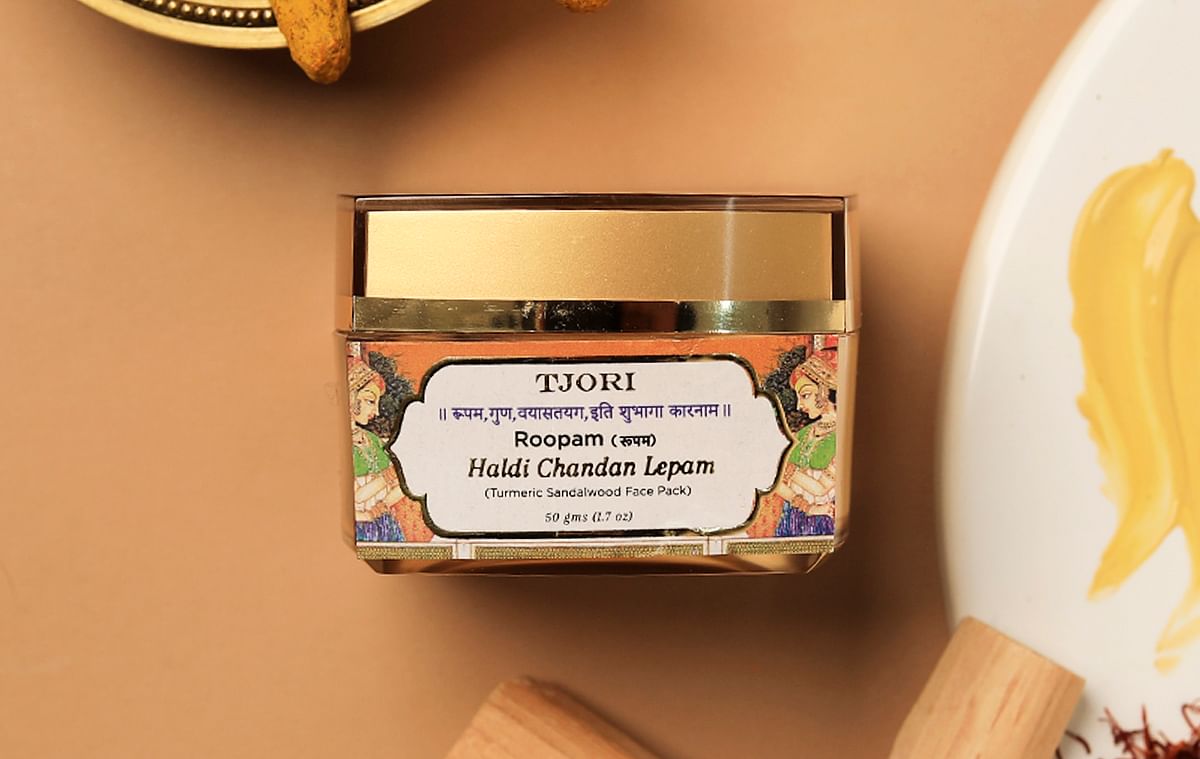 TJORI
॥ रूपम,गुण,वयासतयग,इति शुभागा कारनाम॥
Roopam (रूपम)
Haldi Chandan Lepam
(Turmeric Sandalwood Face Pack)
50 gms (1.7 oz)